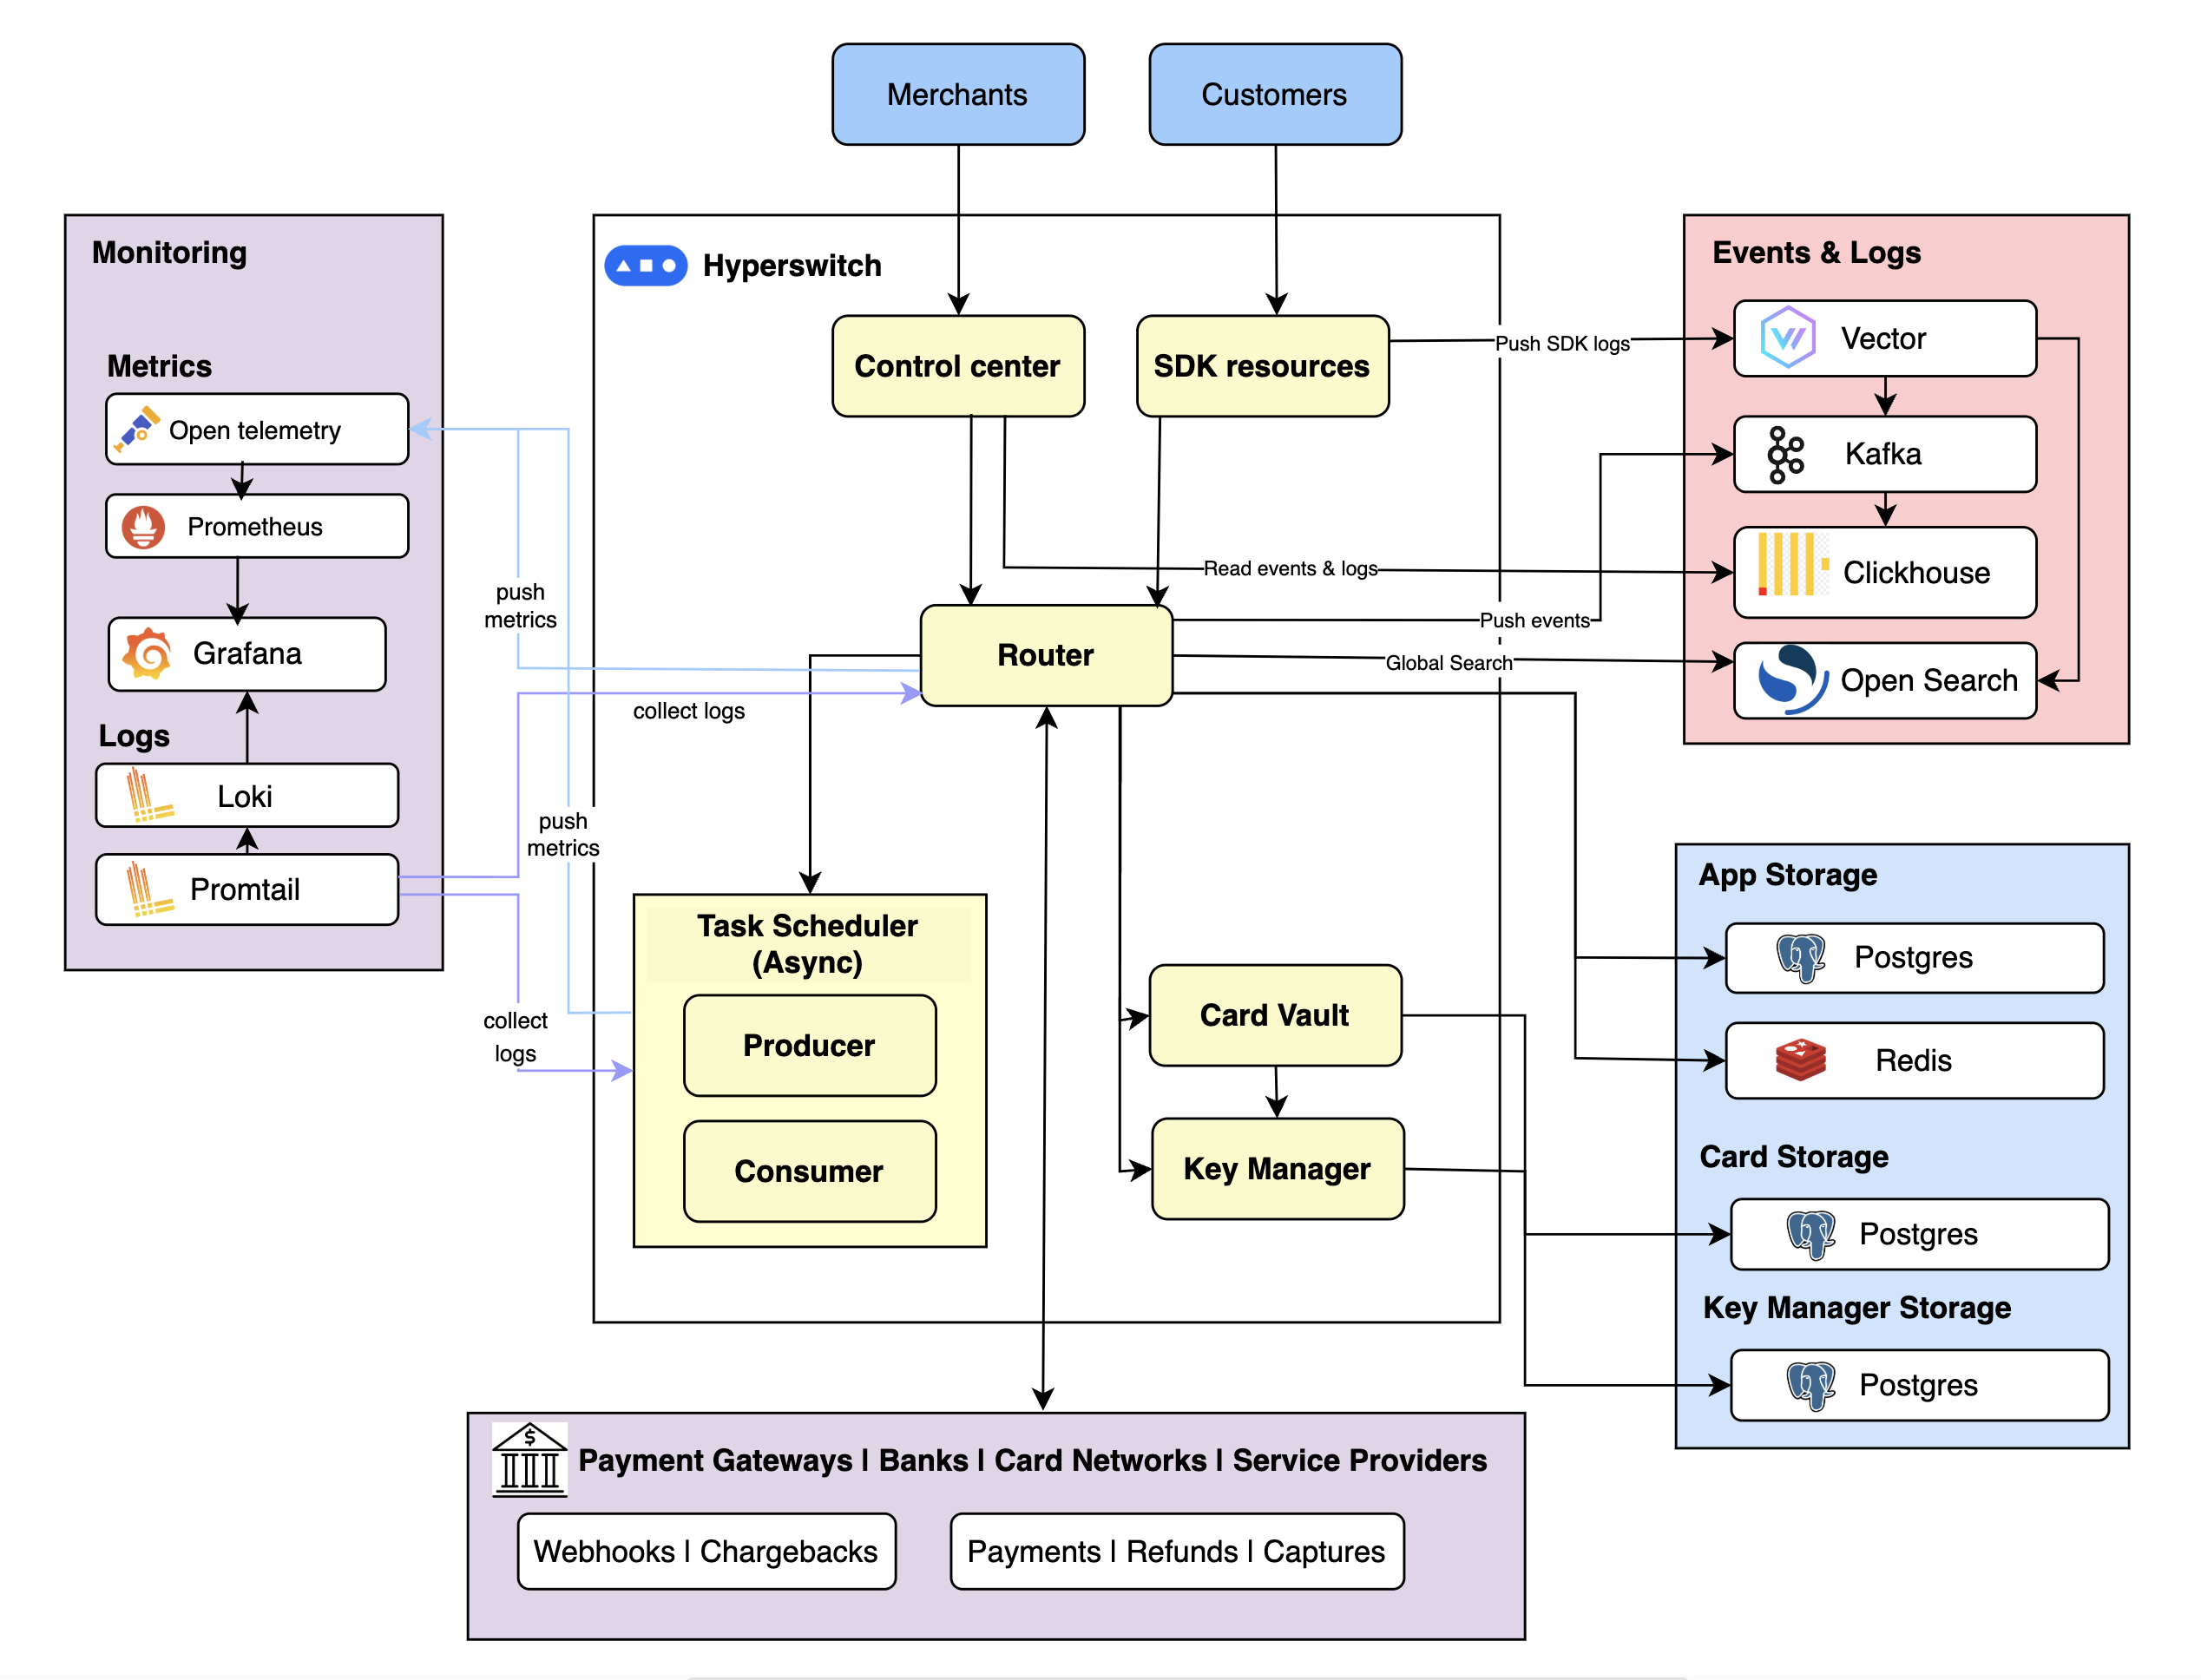 Merchants
Customers
Monitoring
Metrics
Open telemetry
Prometheus
Grafana
Logs
Loki
Promtail
push
metrics
push
metrics
collect logs
collect
logs
Hyperswitch
Control center
SDK resources
Router
Task Scheduler
(Async)
Producer
Consumer
Card Vault
Key Manager
Push SDK logs
Read events & logs
Push events
Global Search
Events & Logs
Vector
Kafka
Clickhouse
Open Search
App Storage
Postgres
Redis
Card Storage
Postgres
Key Manager Storage
Postgres
$
Payment Gateways | Banks | Card Networks | Service Providers
Webhooks | Chargebacks
Payments | Refunds | Captures